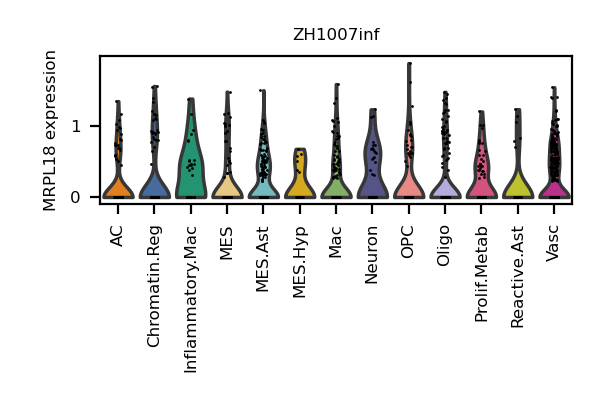 ZH1007inf
MRPL18 expression
1
0
AC
Chromatin.Reg
Inflammatory.Mac
MES
MES.Ast
MES.Hyp
Mac
Neuron
OPC
Oligo
Prolif.Metab
Reactive.Ast
Vasc